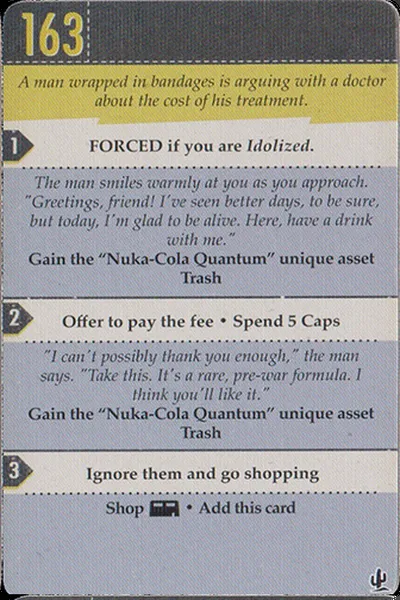 163
A man wrapped in bandages is arguing with a doctor
about the cost of his treatment.
1
FORCED if you are Idolized.
The man smiles warmly at you as you approach.
"Greetings, friend! I've seen better days, to be sure,
but today, I'm glad to be alive. Here, have a drink
with me."
Gain the “Nuka-Cola Quantum” unique asset
Trash
2
Offer to pay the fee • Spend 5 Caps
"I can't possibly thank you enough," the man
says. "Take this. It's a rare, pre-war formula. I
think you'll like it."
Gain the “Nuka-Cola Quantum” unique asset
Trash
3
Ignore them and go shopping
Shop • Add this card